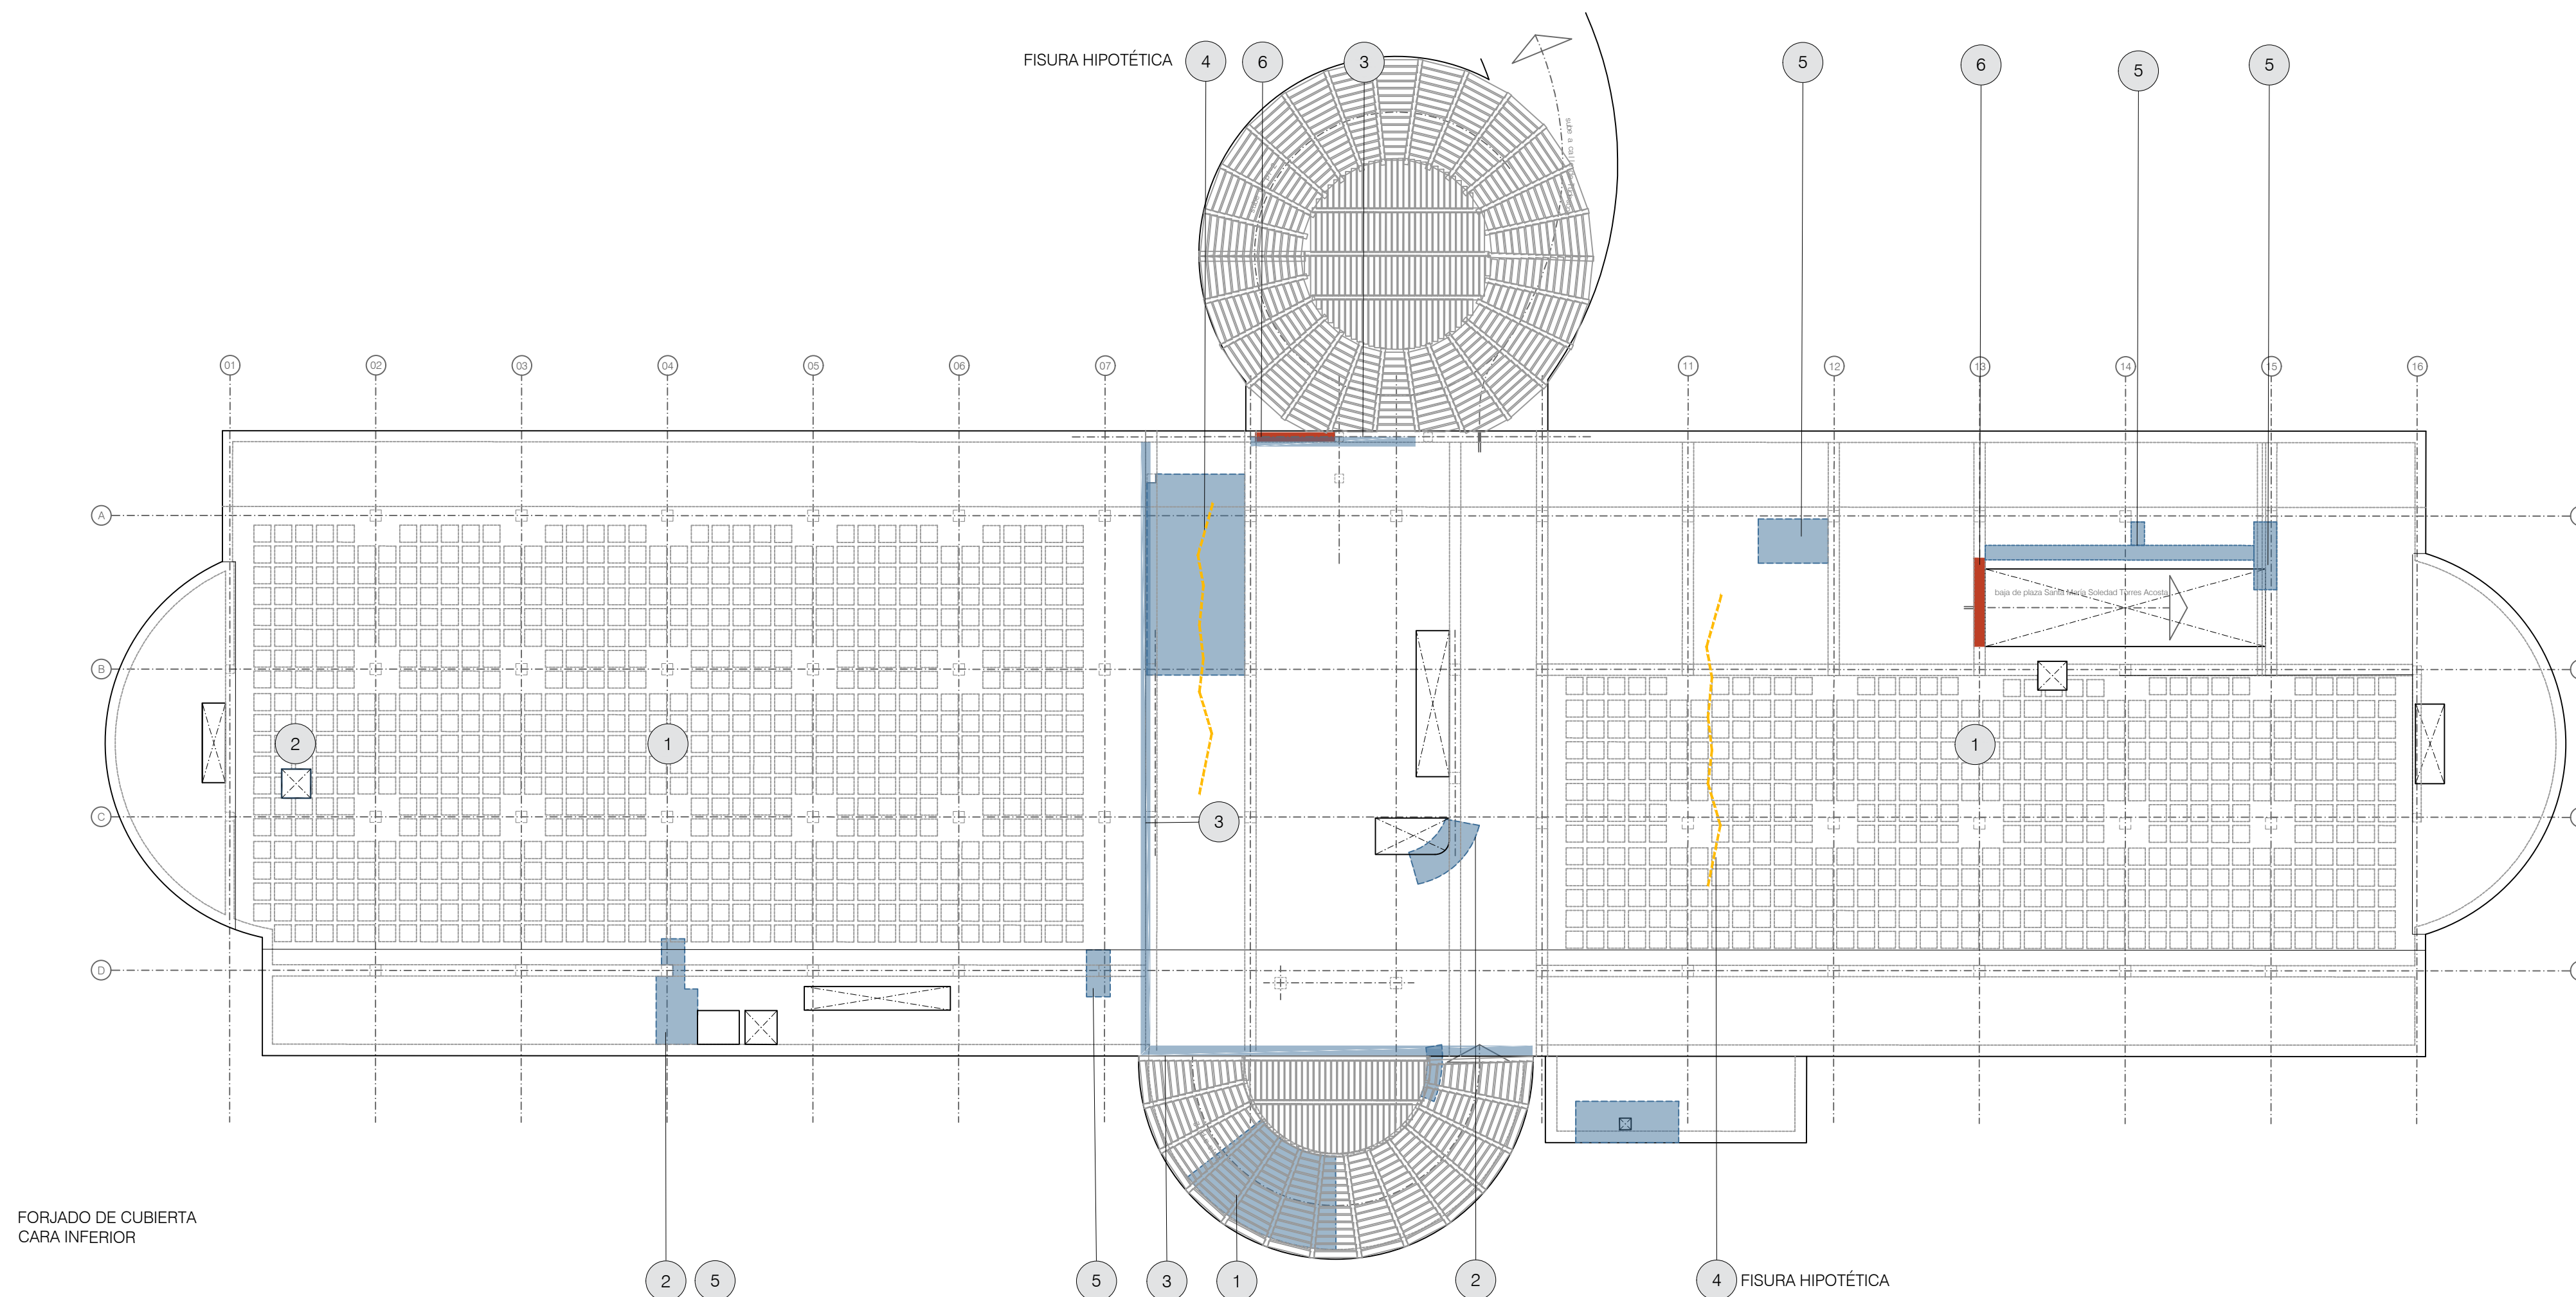 FISURA HIPOTÉTICA 4 6 3 5 6 5 5
sube a
01 02 03 04 05 06 07 11 12 13 14 15 16
A
baja de plaza Santa María Soledad Torres Acosta
B
2 1 1
C
3
D
FORJADO DE CUBIERTA
CARA INFERIOR
2 5 5 3 1 2 4 FISURA HIPOTÉTICA